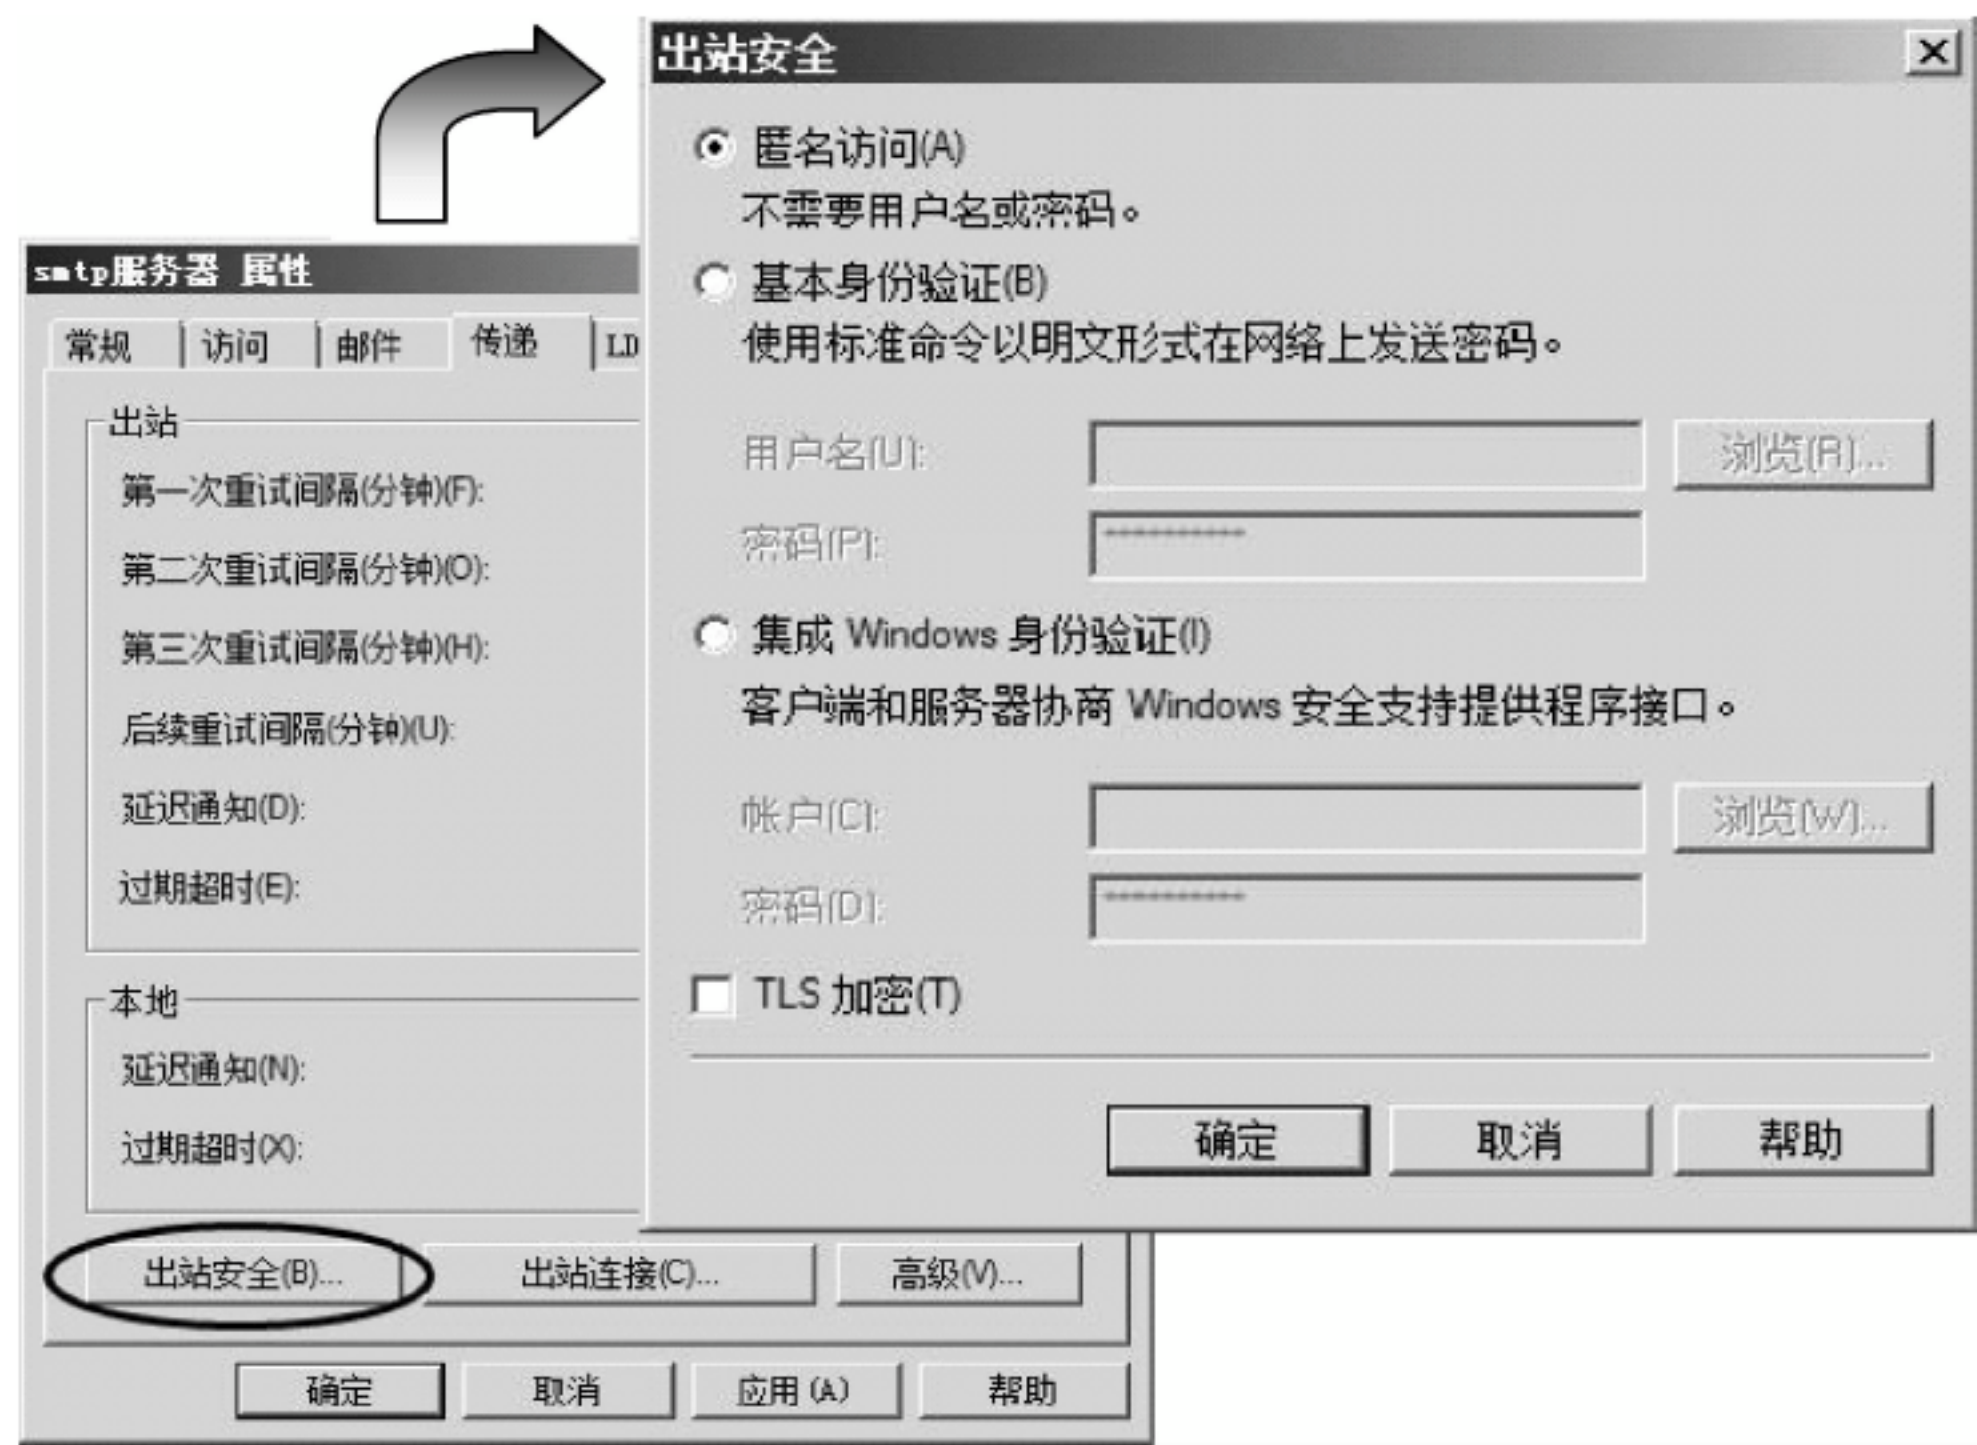 出站安全
匿名访问(A)
不需要用户名或密码。
基本身份验证(B)
使用标准命令以明文形式在网络上发送密码。
用户名(U):
浏览(R)...
密码(P):
**********
集成 Windows 身份验证(I)
客户端和服务器协商 Windows 安全支持提供程序接口。
帐户(C):
浏览(W)...
密码(D):
**********
TLS 加密(T)
确定 取消 帮助
smtp服务器 属性
常规 访问 邮件 传递 LD
出站
第一次重试间隔(分钟)(F):
第二次重试间隔(分钟)(O):
第三次重试间隔(分钟)(H):
后续重试间隔(分钟)(U):
延迟通知(D):
过期超时(E):
本地
延迟通知(N):
过期超时(X):
出站安全(B)... 出站连接(C)... 高级(V)...
确定 取消 应用(A) 帮助